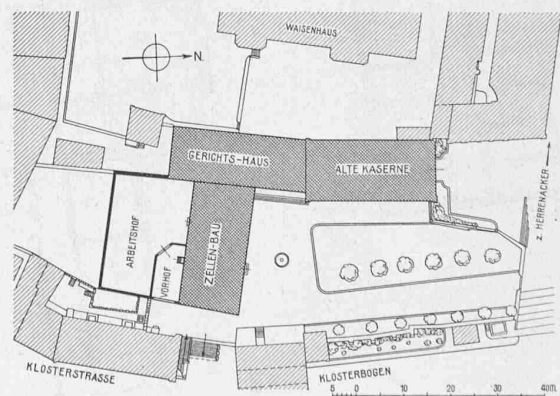 WAISENHAUS
N.
GERICHTS-HAUS
ALTE KASERNE
Z. HERRENACKER
ARBEITSHOF
VORHOF
ZELLEN-BAU
KLOSTERSTRASSE
KLOSTERBOGEN
5 0 10 20 30 40m.